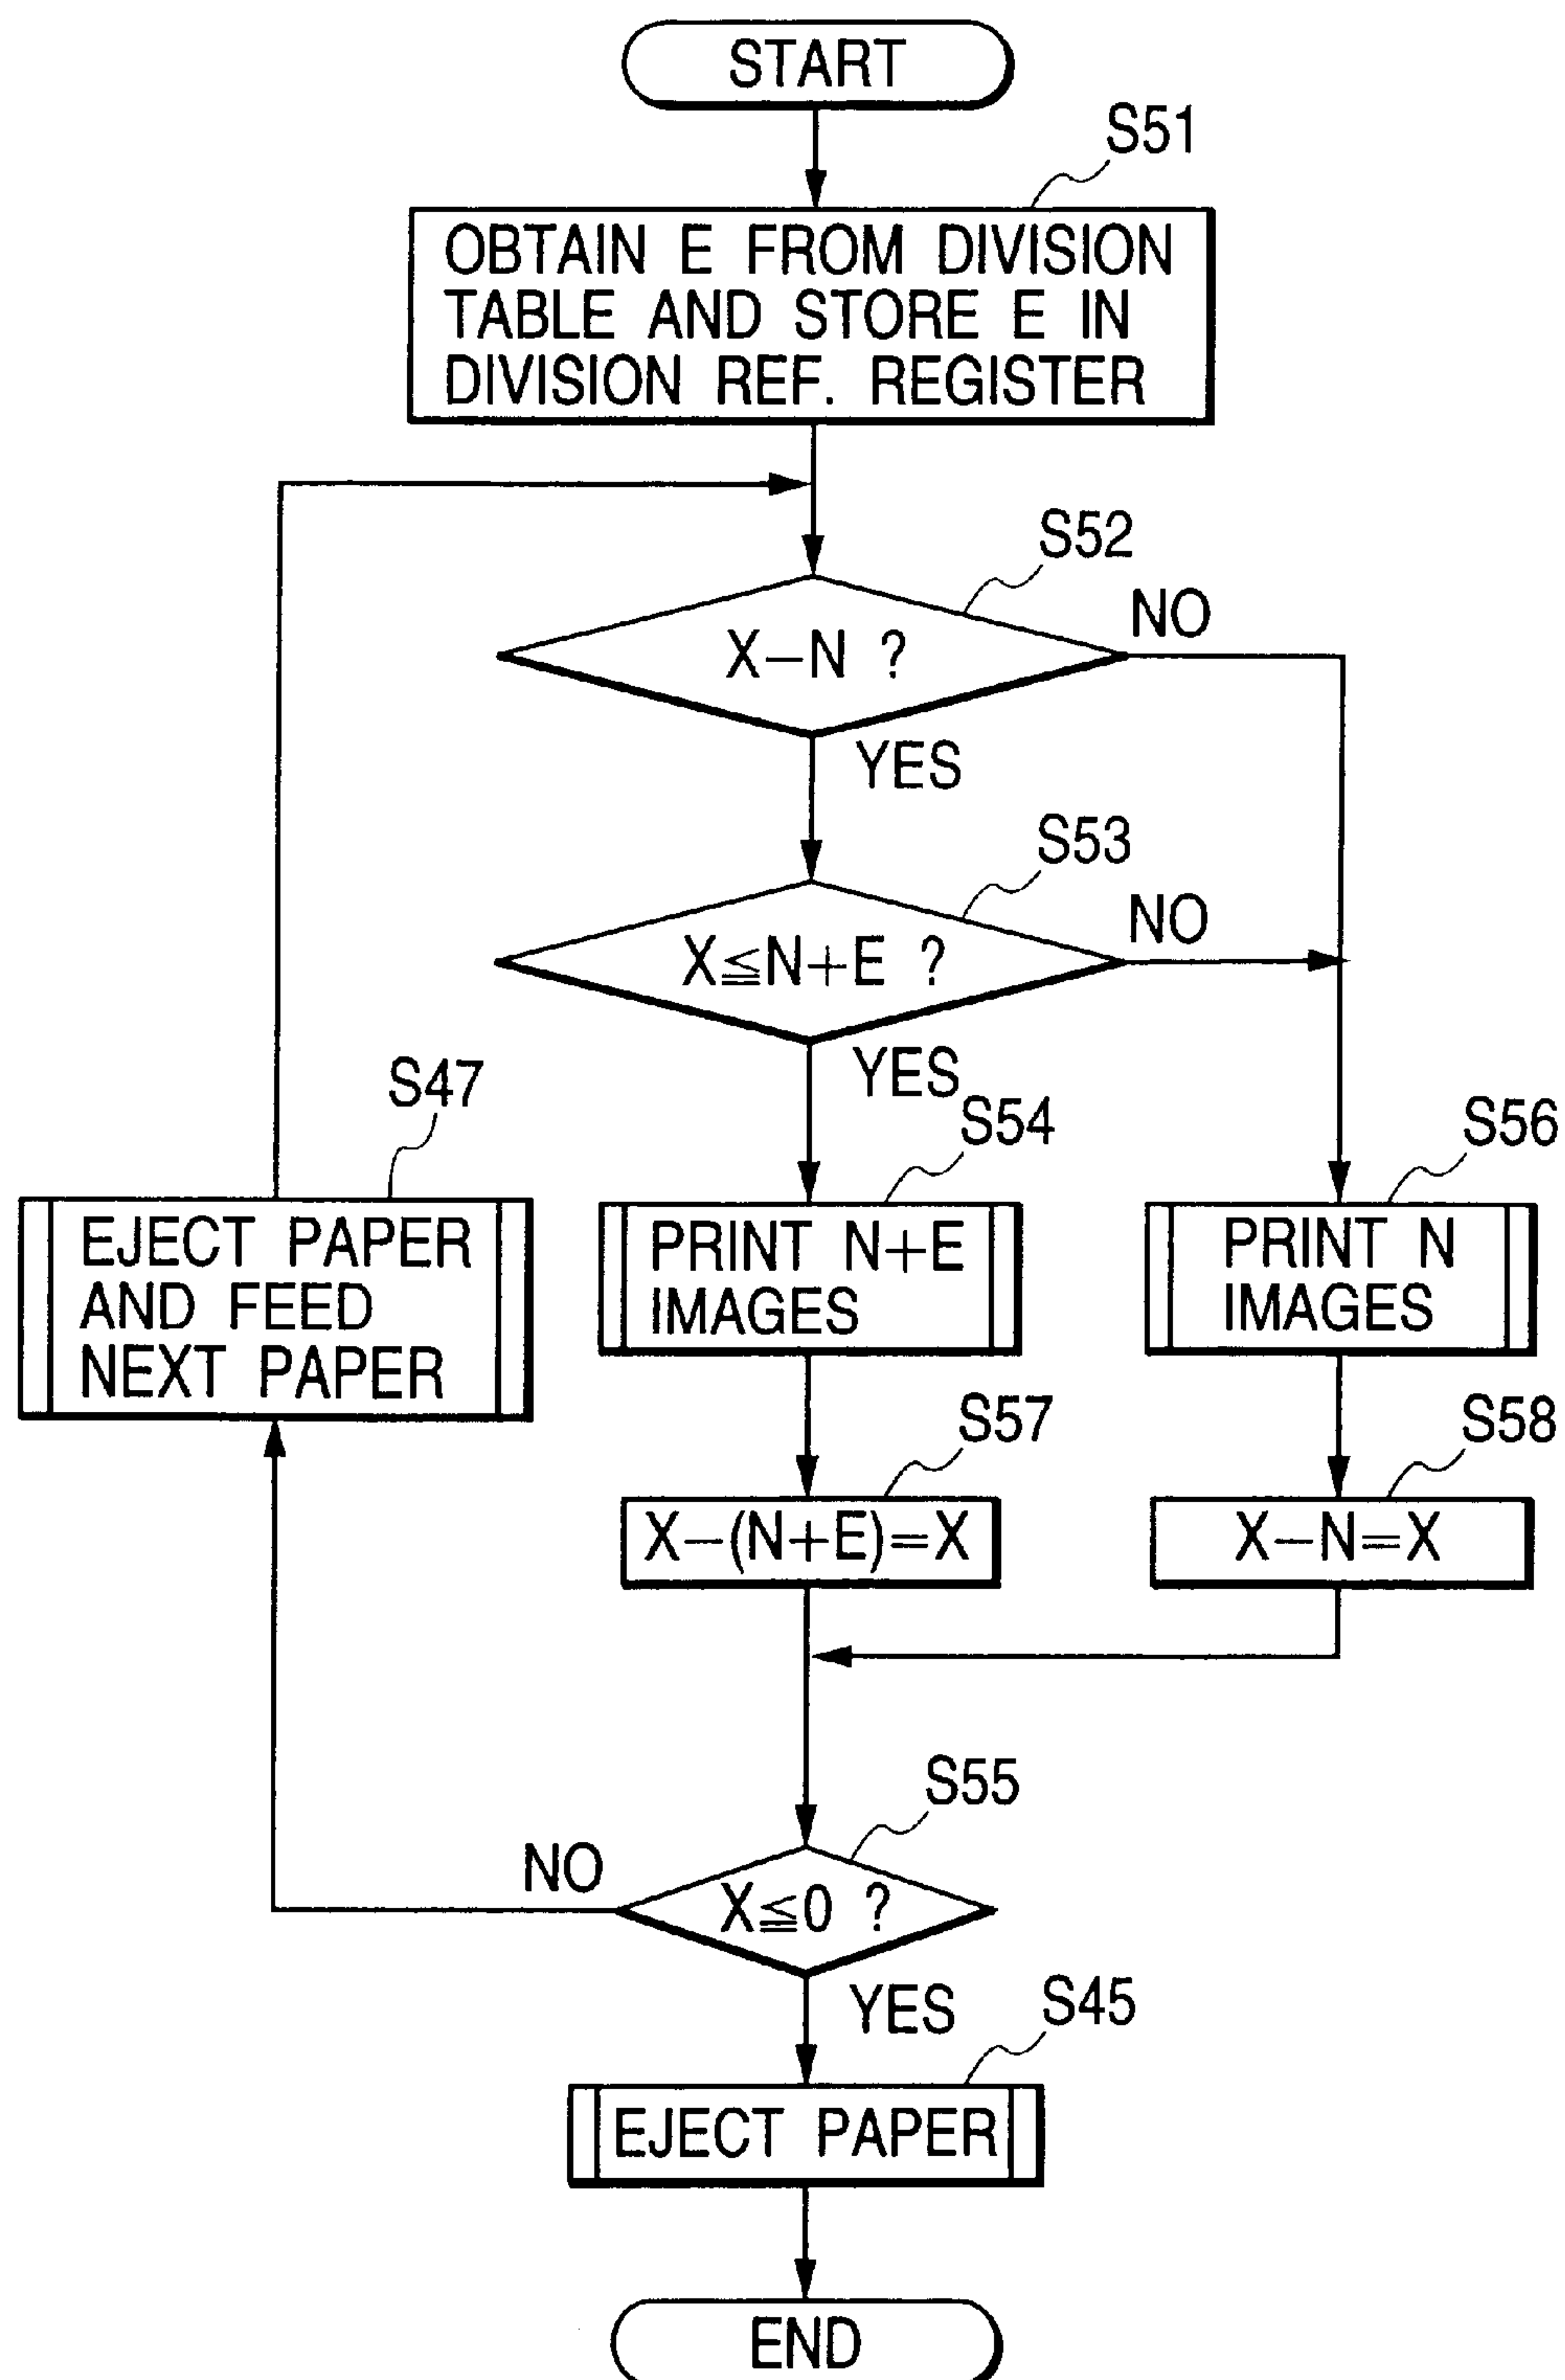 START
S51
OBTAIN E FROM DIVISION
TABLE AND STORE E IN
DIVISION REF. REGISTER
S52
X−N ?
NO
YES
S53
X≦N+E ?
NO
YES
S47
EJECT PAPER
AND FEED
NEXT PAPER
S54
PRINT N+E
IMAGES
S56
PRINT N
IMAGES
S57
X−(N+E)=X
S58
X−N=X
S55
X≦0 ?
NO
YES
S45
EJECT PAPER
END